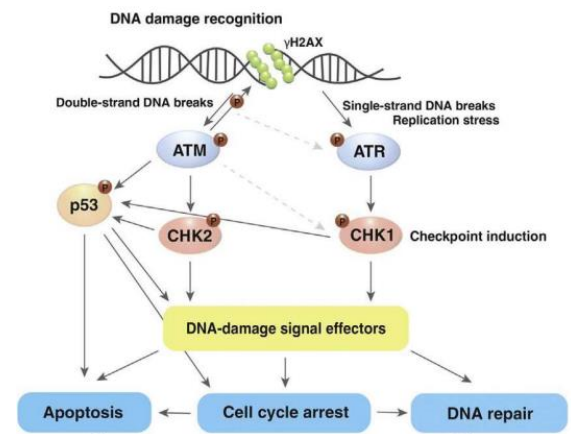 DNA damage recognition
γH2AX
Double-strand DNA breaks
P
Single-strand DNA breaks
Replication stress
ATM
P
P
ATR
p53
P
CHK2
P
P
CHK1
Checkpoint induction
DNA-damage signal effectors
Apoptosis
Cell cycle arrest
DNA repair